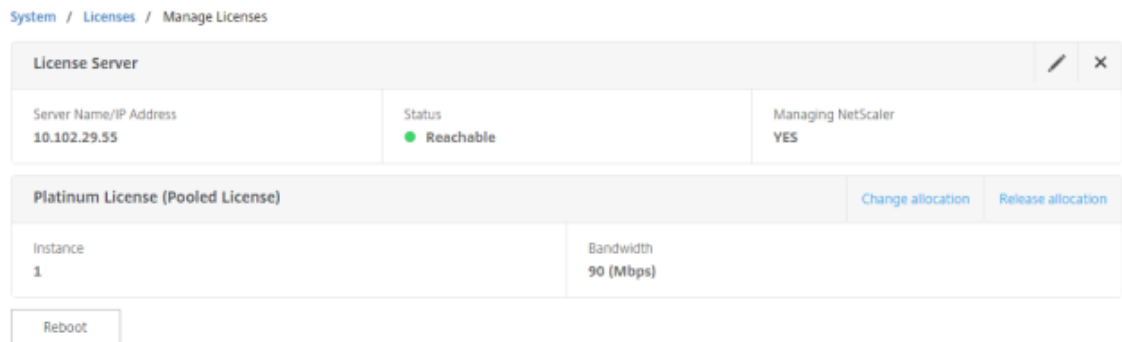 System / Licenses / Manage Licenses
License Server
Server Name/IP Address Status Managing NetScaler
10.102.29.55 Reachable YES
Platinum License (Pooled License) Change allocation Release allocation
Instance Bandwidth
1 90 (Mbps)
Reboot